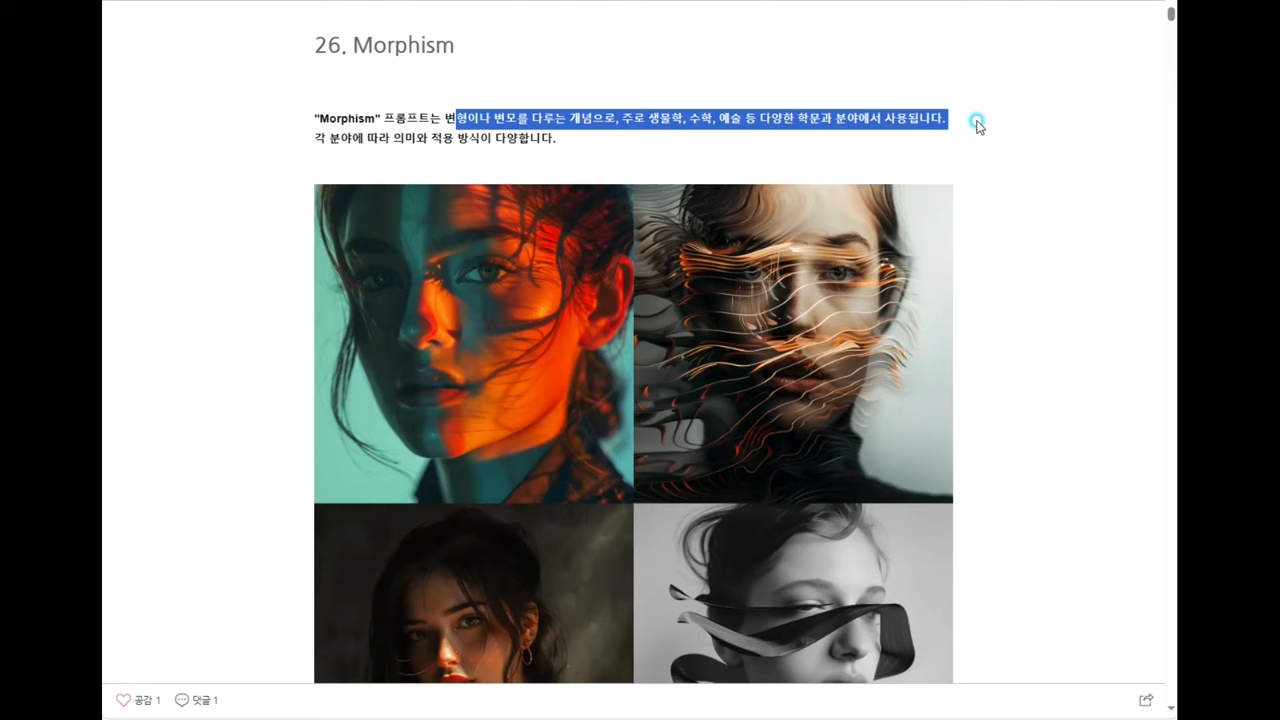 26. Morphism
"Morphism" 프롬프트는 변형이나 변모를 다루는 개념으로, 주로 생물학, 수학, 예술 등 다양한 학문과 분야에서 사용됩니다.
각 분야에 따라 의미와 적용 방식이 다양합니다.
공감 1 댓글 1